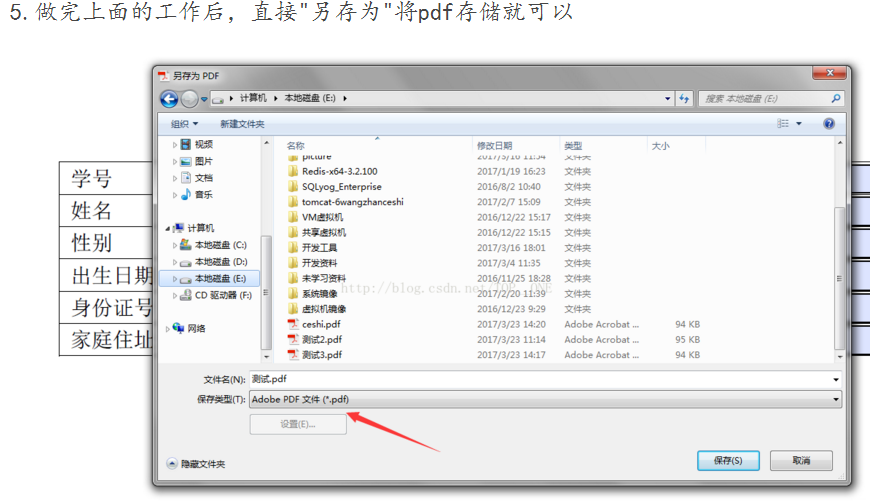 5.做完上面的工作后，直接"另存为"将pdf存储就可以
另存为 PDF
计算机 本地磁盘 (E:)
搜索 本地磁盘 (E:)
组织 新建文件夹
视频
图片
文档
音乐
计算机
本地磁盘 (C:)
本地磁盘 (D:)
本地磁盘 (E:)
CD 驱动器 (F:)
网络
名称 修改日期 类型 大小
picture 2017/3/16 11:54 文件夹
Redis-x64-3.2.100 2017/1/19 16:23 文件夹
SQLyog_Enterprise 2016/8/2 10:40 文件夹
tomcat-6wangzhanceshi 2017/2/7 15:09 文件夹
VM虚拟机 2016/12/22 15:17 文件夹
共享虚拟机 2016/12/22 15:15 文件夹
开发工具 2017/3/16 18:01 文件夹
开发资料 2017/3/4 11:35 文件夹
未学习资料 2016/11/25 18:28 文件夹
系统镜像 2017/2/20 11:39 文件夹
虚拟机镜像 2016/12/23 9:29 文件夹
ceshi.pdf 2017/3/23 14:20 Adobe Acrobat ... 94 KB
测试2.pdf 2017/3/23 11:14 Adobe Acrobat ... 95 KB
测试3.pdf 2017/3/23 14:17 Adobe Acrobat ... 94 KB
http://blog.csdn.net/
文件名(N): 测试.pdf
保存类型(T): Adobe PDF 文件 (*.pdf)
设置(E)...
隐藏文件夹 保存(S) 取消
学号
姓名
性别
出生日期
身份证号
家庭住址